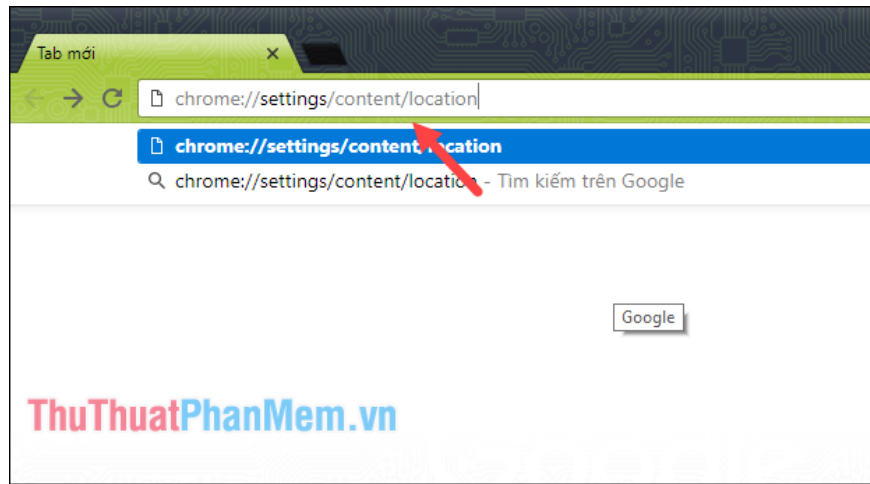 Tab mới
chrome://settings/content/location
chrome://settings/content/location
chrome://settings/content/location - Tìm kiếm trên Google
Google
ThuThuatPhanMem.vn